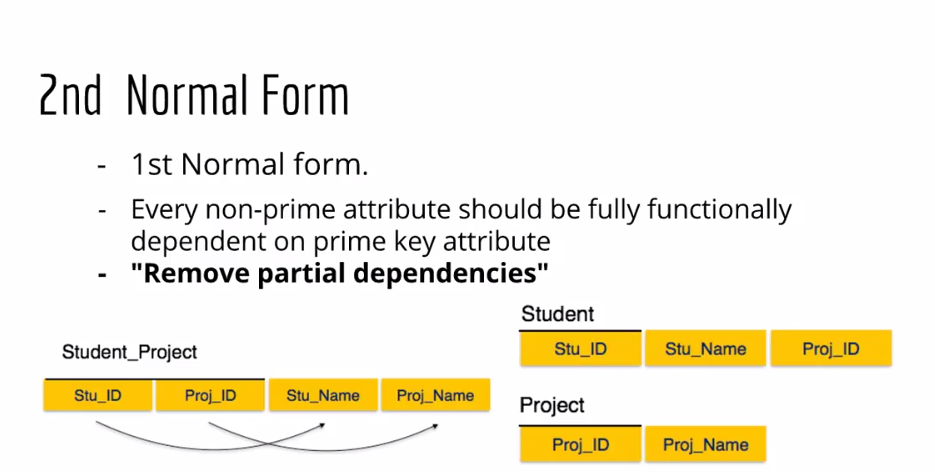 2nd Normal Form
- 1st Normal form.
- Every non-prime attribute should be fully functionally
dependent on prime key attribute
- "Remove partial dependencies"
Student_Project
Stu_ID Proj_ID Stu_Name Proj_Name
Student
Stu_ID Stu_Name Proj_ID
Project
Proj_ID Proj_Name